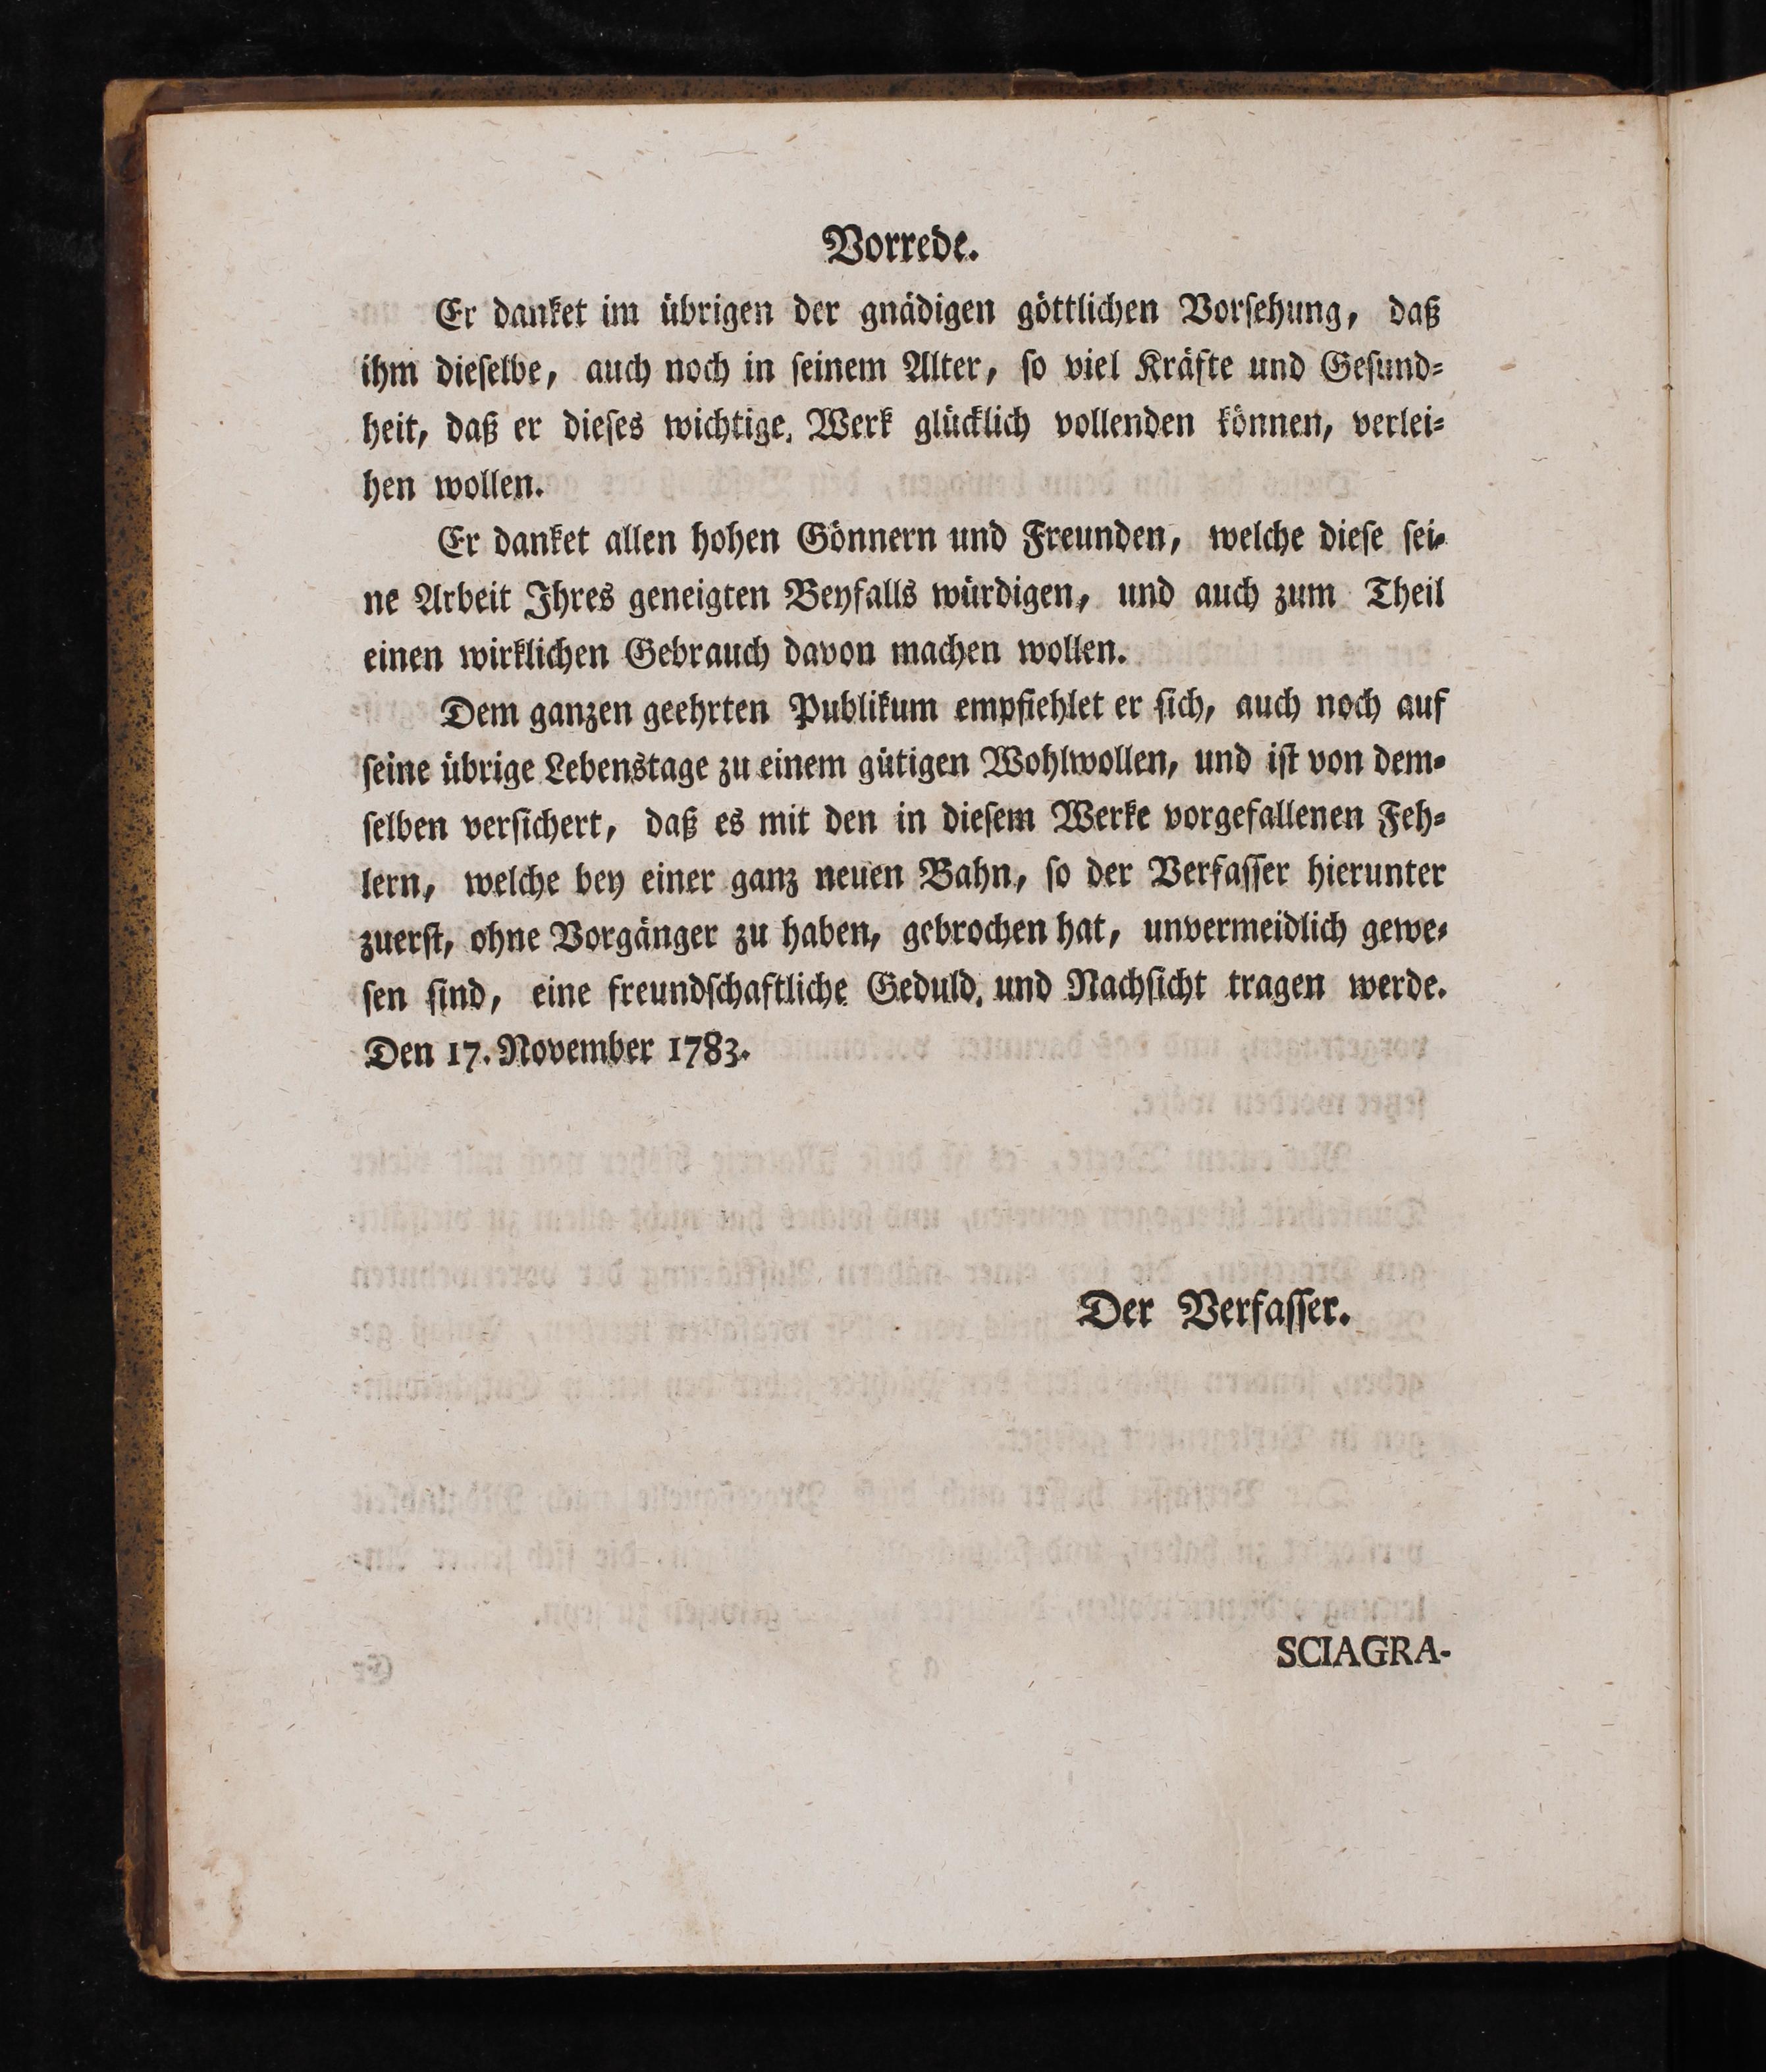 Vorrede.
Er danket im übrigen der gnädigen göttlichen Vorſehung, daß
ihm dieſelbe, auch noch in ſeinem Alter, ſo viel Kräfte und Geſund-
heit, daß er dieſes wichtige Werk glücklich vollenden können, verlei-
hen wollen.
Er danket allen hohen Gönnern und Freunden, welche dieſe ſei-
ne Arbeit Ihres geneigten Beyfalls würdigen, und auch zum Theil
einen wirklichen Gebrauch davon machen wollen.
Dem ganzen geehrten Publikum empfiehlet er ſich, auch noch auf
ſeine übrige Lebenstage zu einem gütigen Wohlwollen, und iſt von dem-
ſelben verſichert, daß es mit den in dieſem Werke vorgefallenen Feh-
lern, welche bey einer ganz neuen Bahn, ſo der Verfaſſer hierunter
zuerſt, ohne Vorgänger zu haben, gebrochen hat, unvermeidlich gewe-
ſen ſind, eine freundſchaftliche Geduld und Nachſicht tragen werde.
Den 17. November 1783.
Der Verfaſſer.
SCIAGRA-